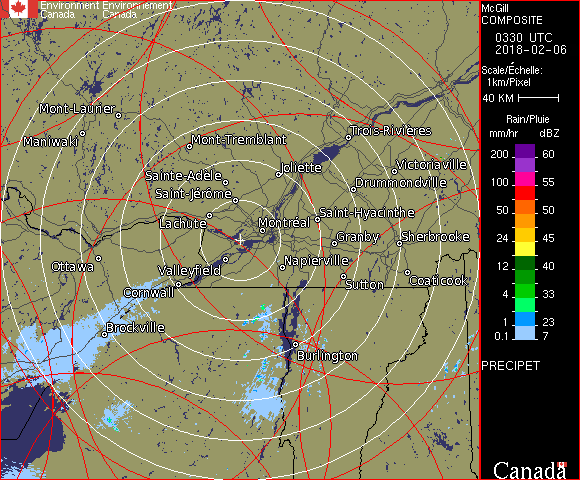 Environment Environnement
Canada Canada
McGill
COMPOSITE
0330 UTC
2018-02-06
Scale/Échelle:
1km/Pixel
40 KM
Rain/Pluie
mm/hr dBZ
200 60
100 55
50 50
24 45
12 40
4 33
1 23
0.1 7
PRECIPET
Canada
Mont-Laurier
Maniwaki
Mont-Tremblant
Trois-Rivières
Joliette
Victoriaville
Sainte-Adèle
Drummondville
Saint-Jérôme
Saint-Hyacinthe
Lachute
Montréal
Granby
Sherbrooke
Ottawa
Valleyfield
Napierville
Sutton
Coaticook
Cornwall
Brockville
Burlington